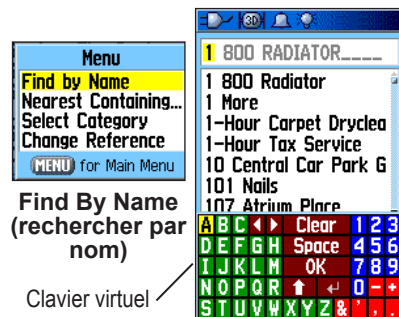 Menu
Find by Name
Nearest Containing...
Select Category
Change Reference
MENU for Main Menu
Find By Name
(rechercher par
nom)
Clavier virtuel
3D
1 800 RADIATOR____
1 800 Radiator
1 More
1-Hour Carpet Dryclea
1-Hour Tax Service
10 Central Car Park G
101 Nails
107 Atrium Place
A B C Clear 1 2 3
D E F G H Space 4 5 6
I J K L M OK 7 8 9
N O P Q R 0 - +
S T U V W X Y Z & ' , .